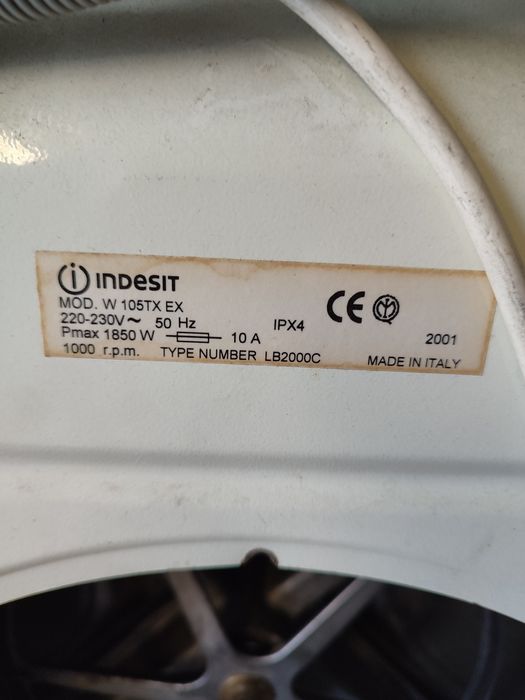 INDESIT
MOD. W 105TX EX
220-230V~ 50 Hz IPX4 CE
Pmax 1850 W 10 A 2001
1000 r.p.m. TYPE NUMBER LB2000C MADE IN ITALY